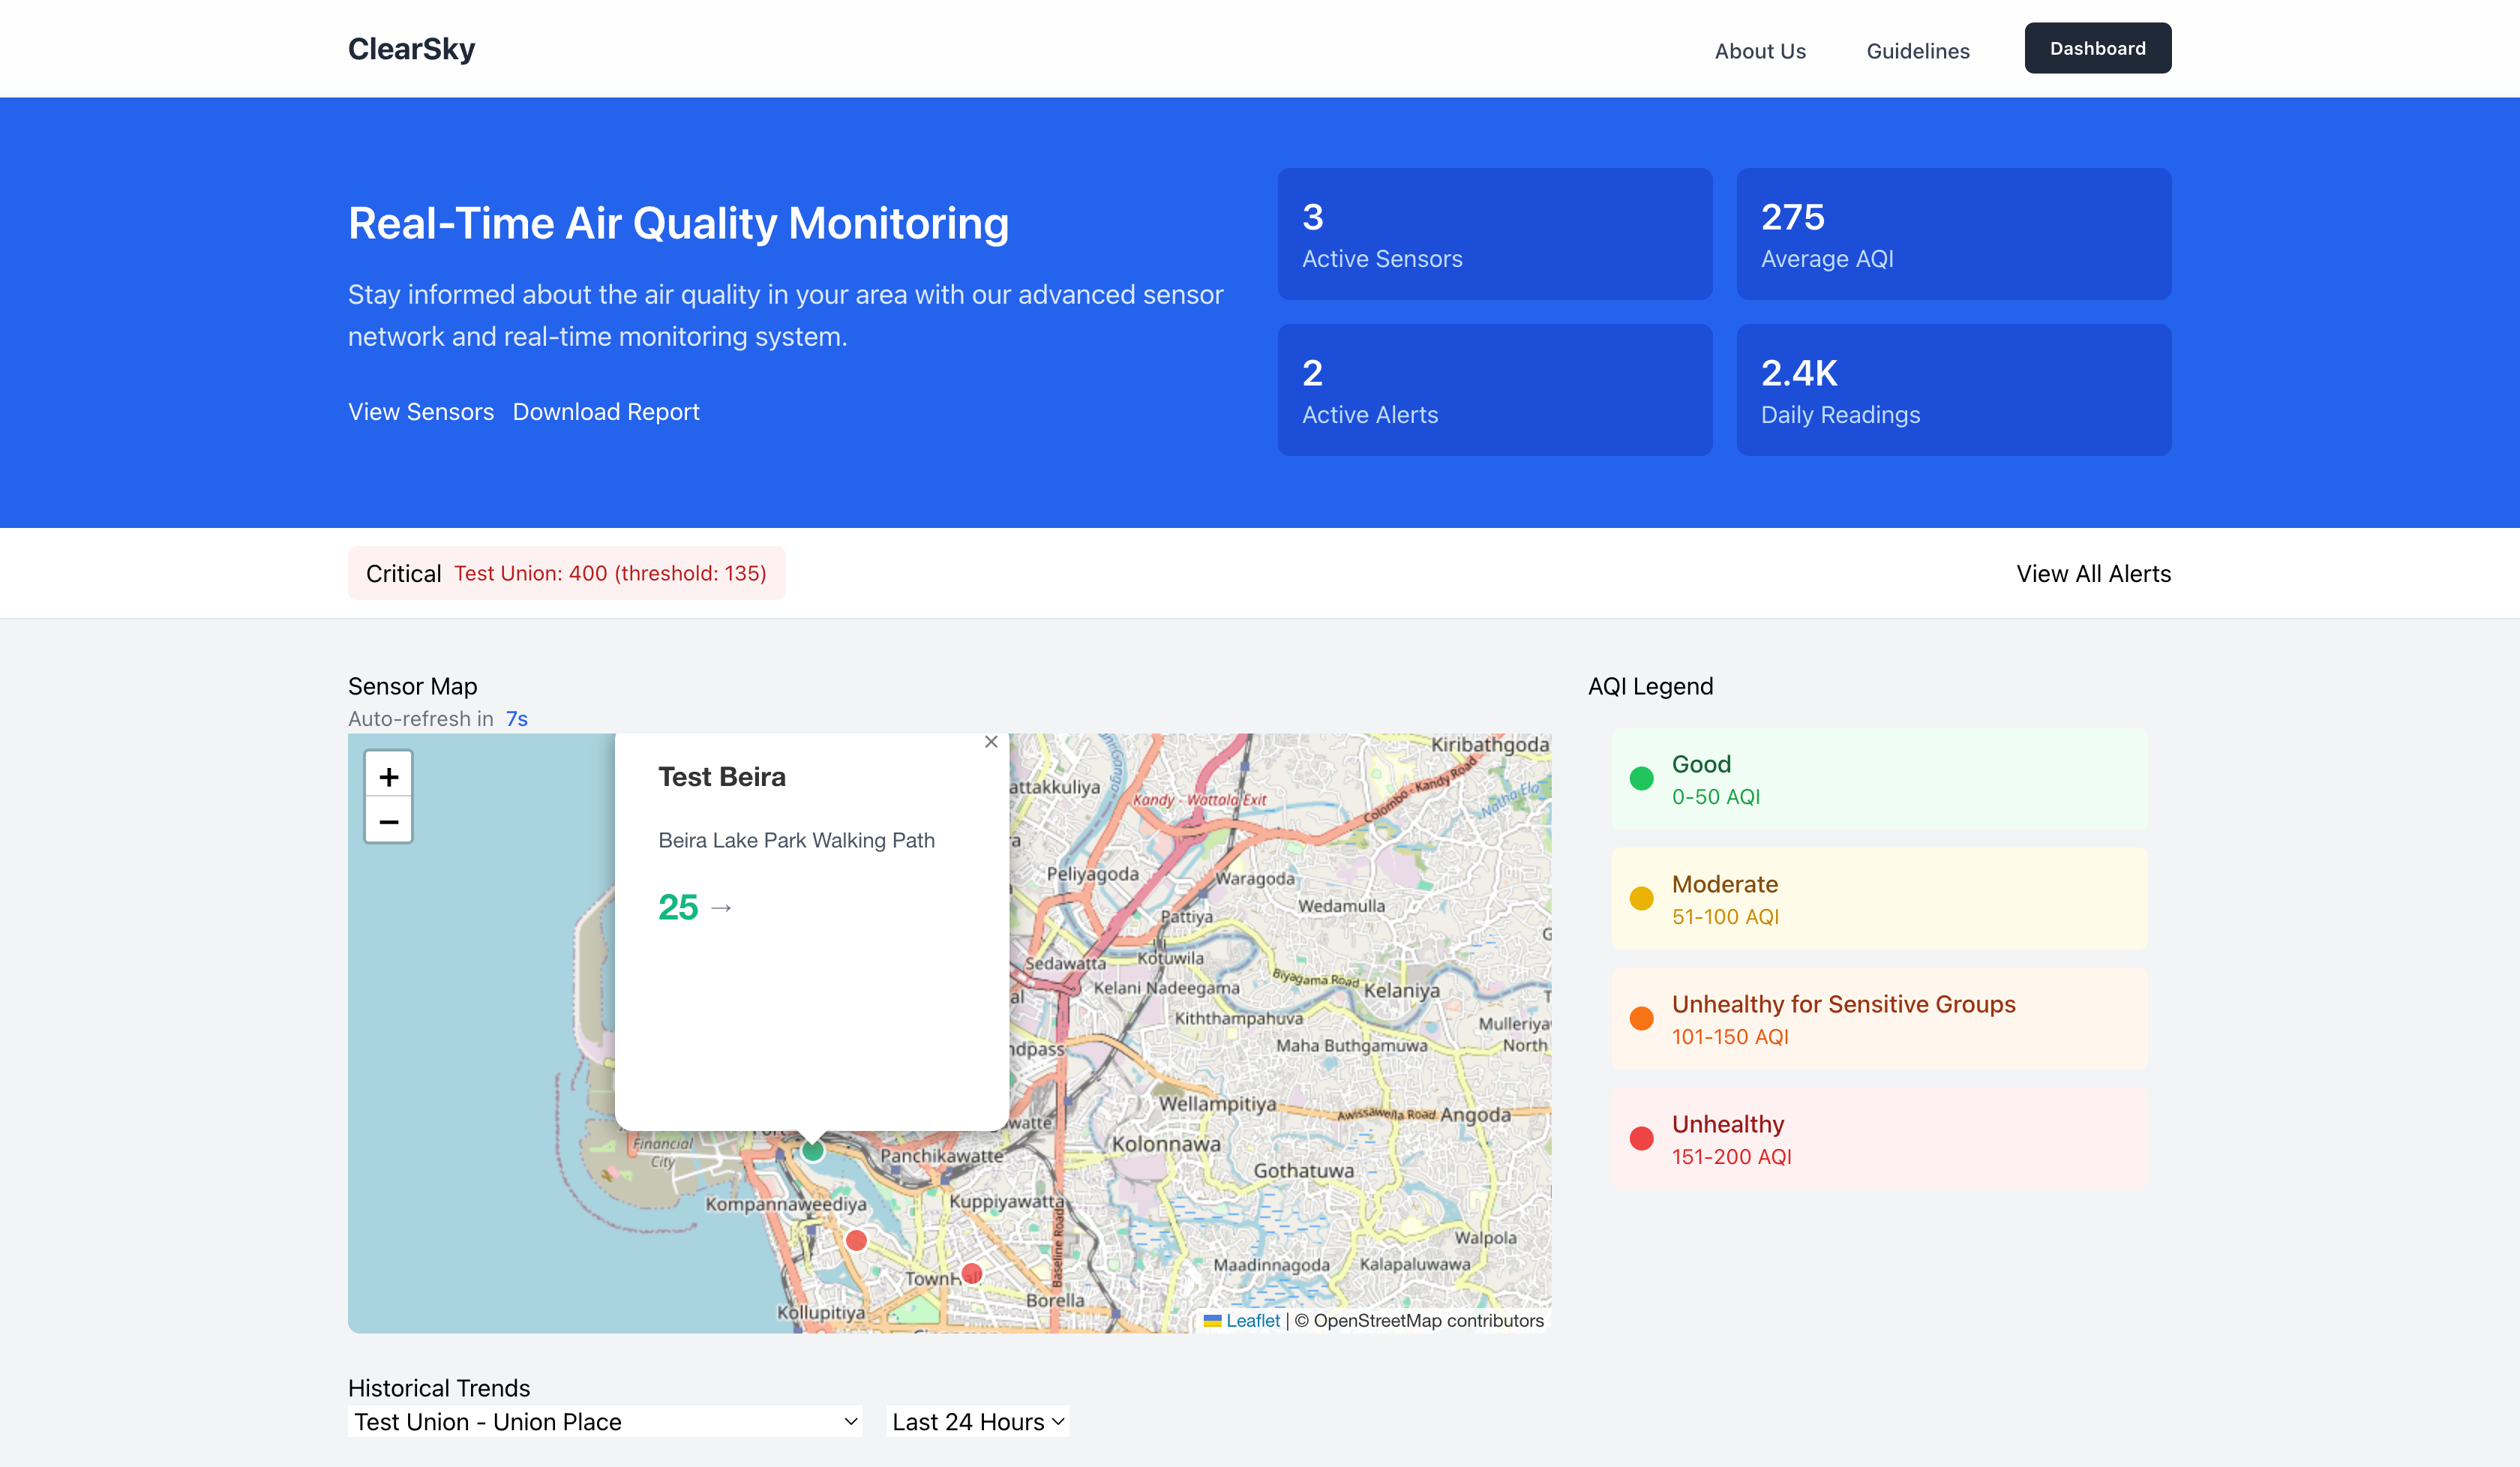 ClearSky
About Us
Guidelines
Dashboard
Real-Time Air Quality Monitoring
Stay informed about the air quality in your area with our advanced sensor
network and real-time monitoring system.
View Sensors Download Report
3
Active Sensors
275
Average AQI
2
Active Alerts
2.4K
Daily Readings
Critical Test Union: 400 (threshold: 135)
View All Alerts
Sensor Map
Auto-refresh in 7s
+
−
×
Test Beira
Beira Lake Park Walking Path
25 →
Kiribathgoda
attakkuliya
Kandy - Wattala Exit
Colombo - Kandy Road
Natha Ela
Peliyagoda
Waragoda
Wedamulla
Pattiya
Sedawatta
Kotuwila
Biyagama Road
Kelaniya
Kelani Nadeegama
Kiththampahuva
Mulleriya
North
Maha Buthgamuwa
ndpass
Wellampitiya
Awissawella Road
Angoda
watte
Kolonnawa
Financial
City
Panchikawatte
Gothatuwa
Kompannaweediya
Kuppiyawatta
Baseline Road
Walpola
TownHall
Maadinnagoda
Kalapaluwawa
Borella
Kollupitiya
Leaflet | © OpenStreetMap contributors
AQI Legend
Good
0-50 AQI
Moderate
51-100 AQI
Unhealthy for Sensitive Groups
101-150 AQI
Unhealthy
151-200 AQI
Historical Trends
Test Union - Union Place
Last 24 Hours